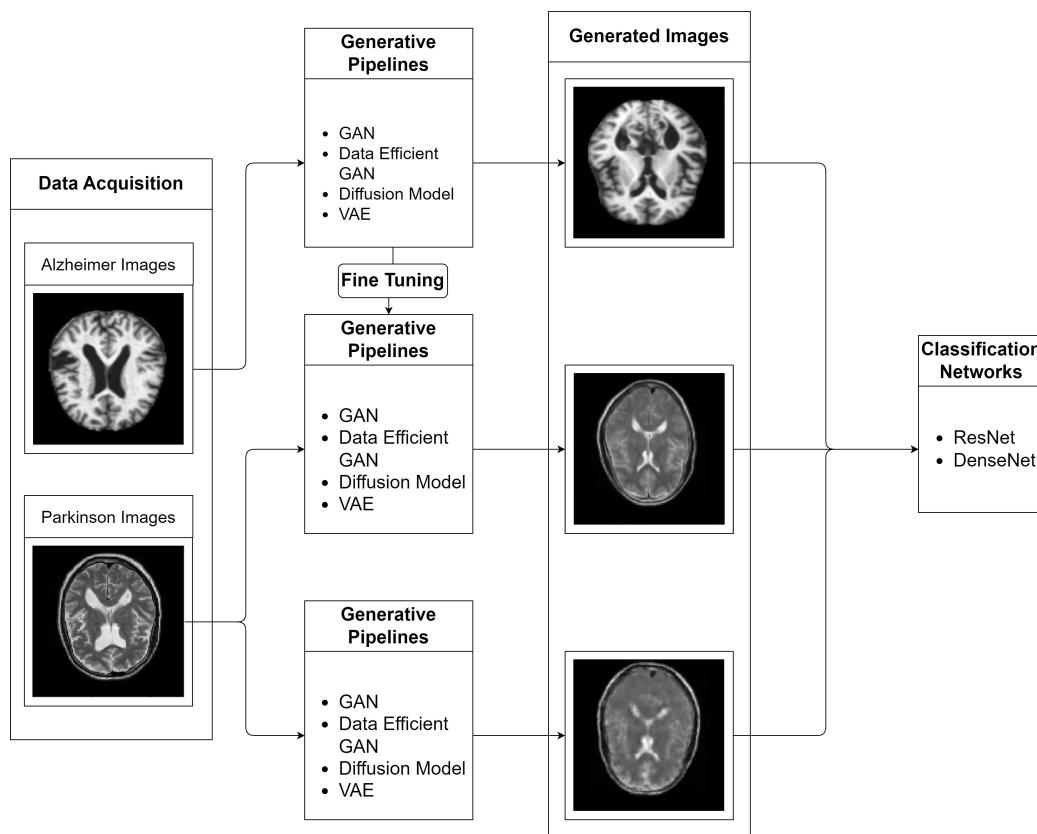 Data Acquisition
Alzheimer Images
Parkinson Images
Generative
Pipelines
• GAN
• Data Efficient
GAN
• Diffusion Model
• VAE
Fine Tuning
Generative
Pipelines
• GAN
• Data Efficient
GAN
• Diffusion Model
• VAE
Generative
Pipelines
• GAN
• Data Efficient
GAN
• Diffusion Model
• VAE
Generated Images
Classification
Networks
• ResNet
• DenseNet